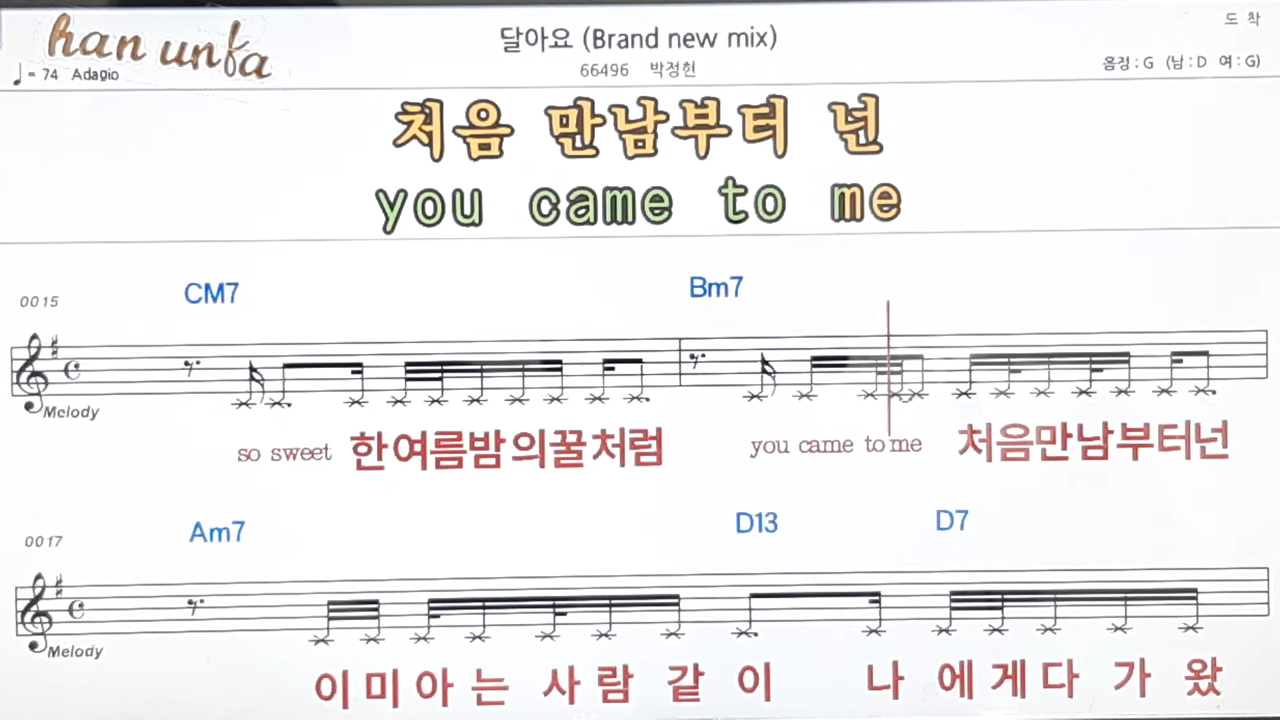 han unfa
도 착
달아요 (Brand new mix)
♩= 74 Adagio
66496 박정현
음정 : G (남 : D 여 : G)
처음 만남부터 넌
you came to me
0015
CM7 Bm7
Melody
so sweet 한여름밤의꿀처럼 you came to me 처음만남부터넌
0017
Am7 D13 D7
Melody
이 미 아 는 사 람 같 이 나 에 게 다 가 왔